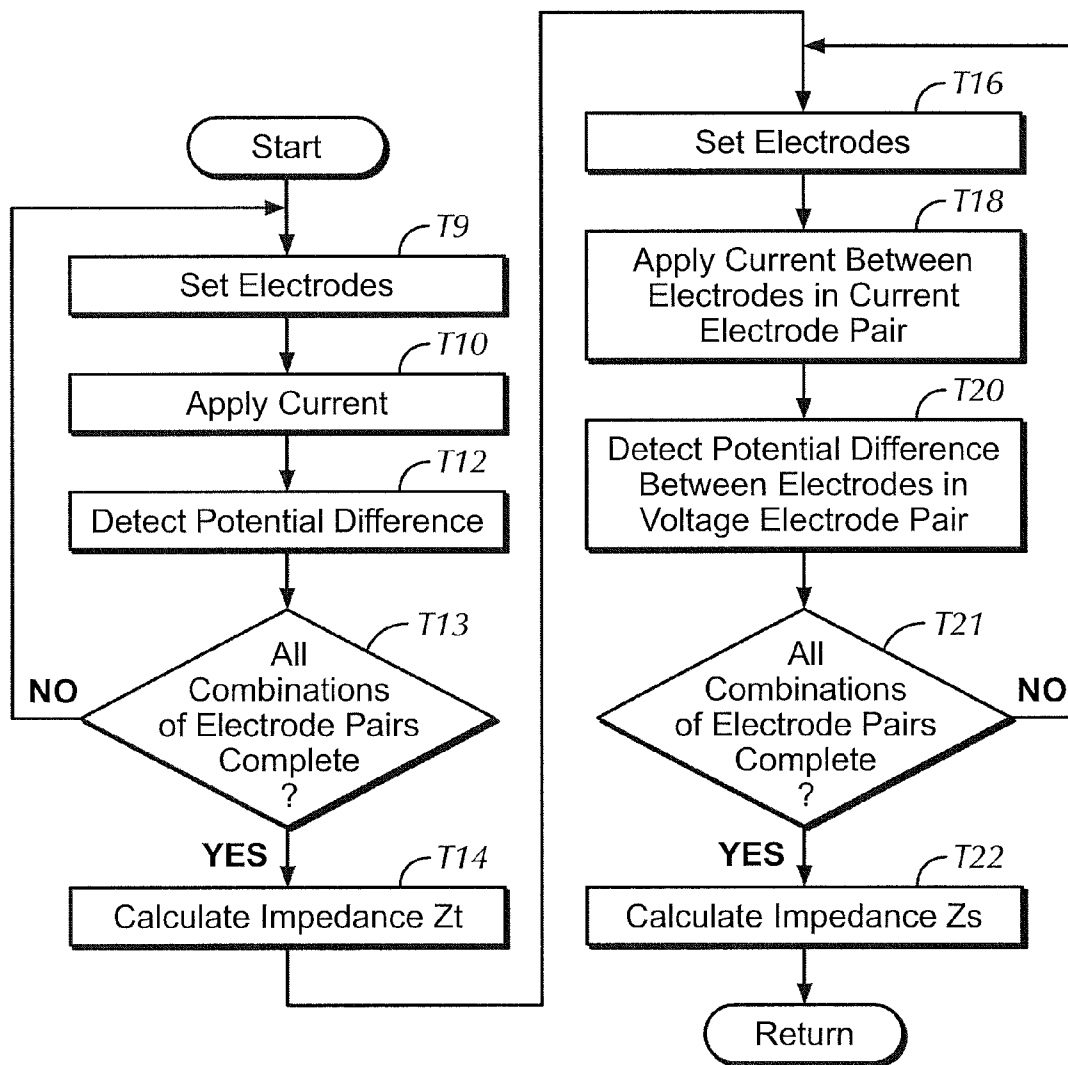 Start
T9
Set Electrodes
T10
Apply Current
T12
Detect Potential Difference
T13
All
Combinations
of Electrode Pairs
Complete
?
NO
YES
T14
Calculate Impedance Zt
T16
Set Electrodes
T18
Apply Current Between
Electrodes in Current
Electrode Pair
T20
Detect Potential Difference
Between Electrodes in
Voltage Electrode Pair
T21
All
Combinations
of Electrode Pairs
Complete
?
NO
YES
T22
Calculate Impedance Zs
Return